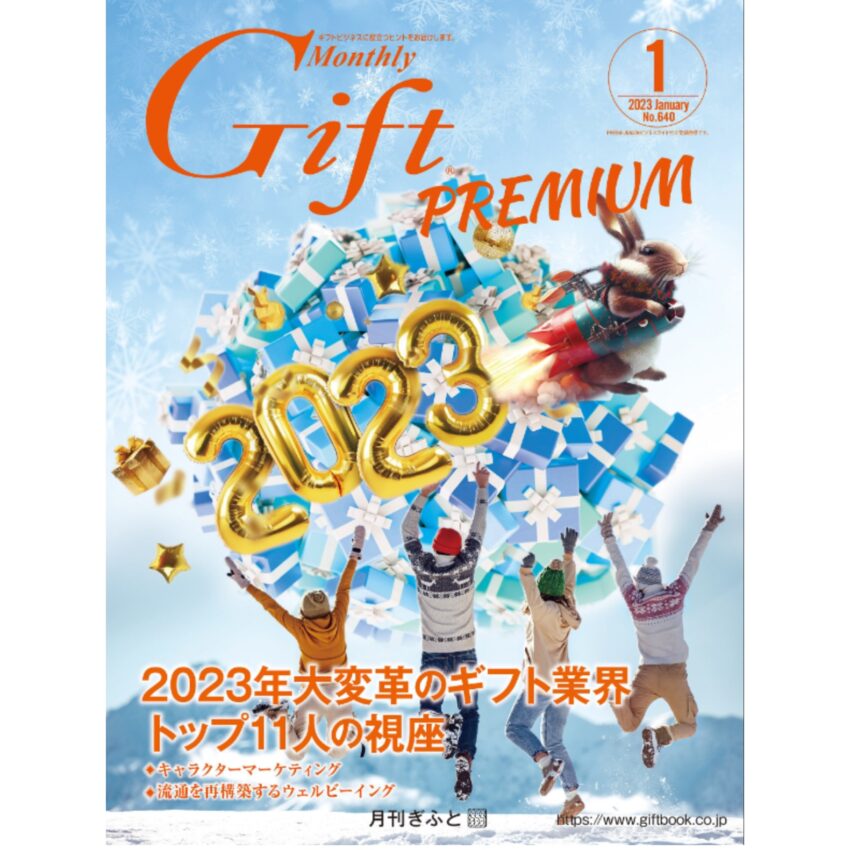 ギフトビジネスに役立つヒントをお届けします。
Monthly
Gift®
PREMIUM
1
2023 January
No.640
2023
2023年大変革のギフト業界
トップ11人の視座
キャラクターマーケティング
流通を再構築するウェルビーイング
月刊ぎふと
https://www.giftbook.co.jp